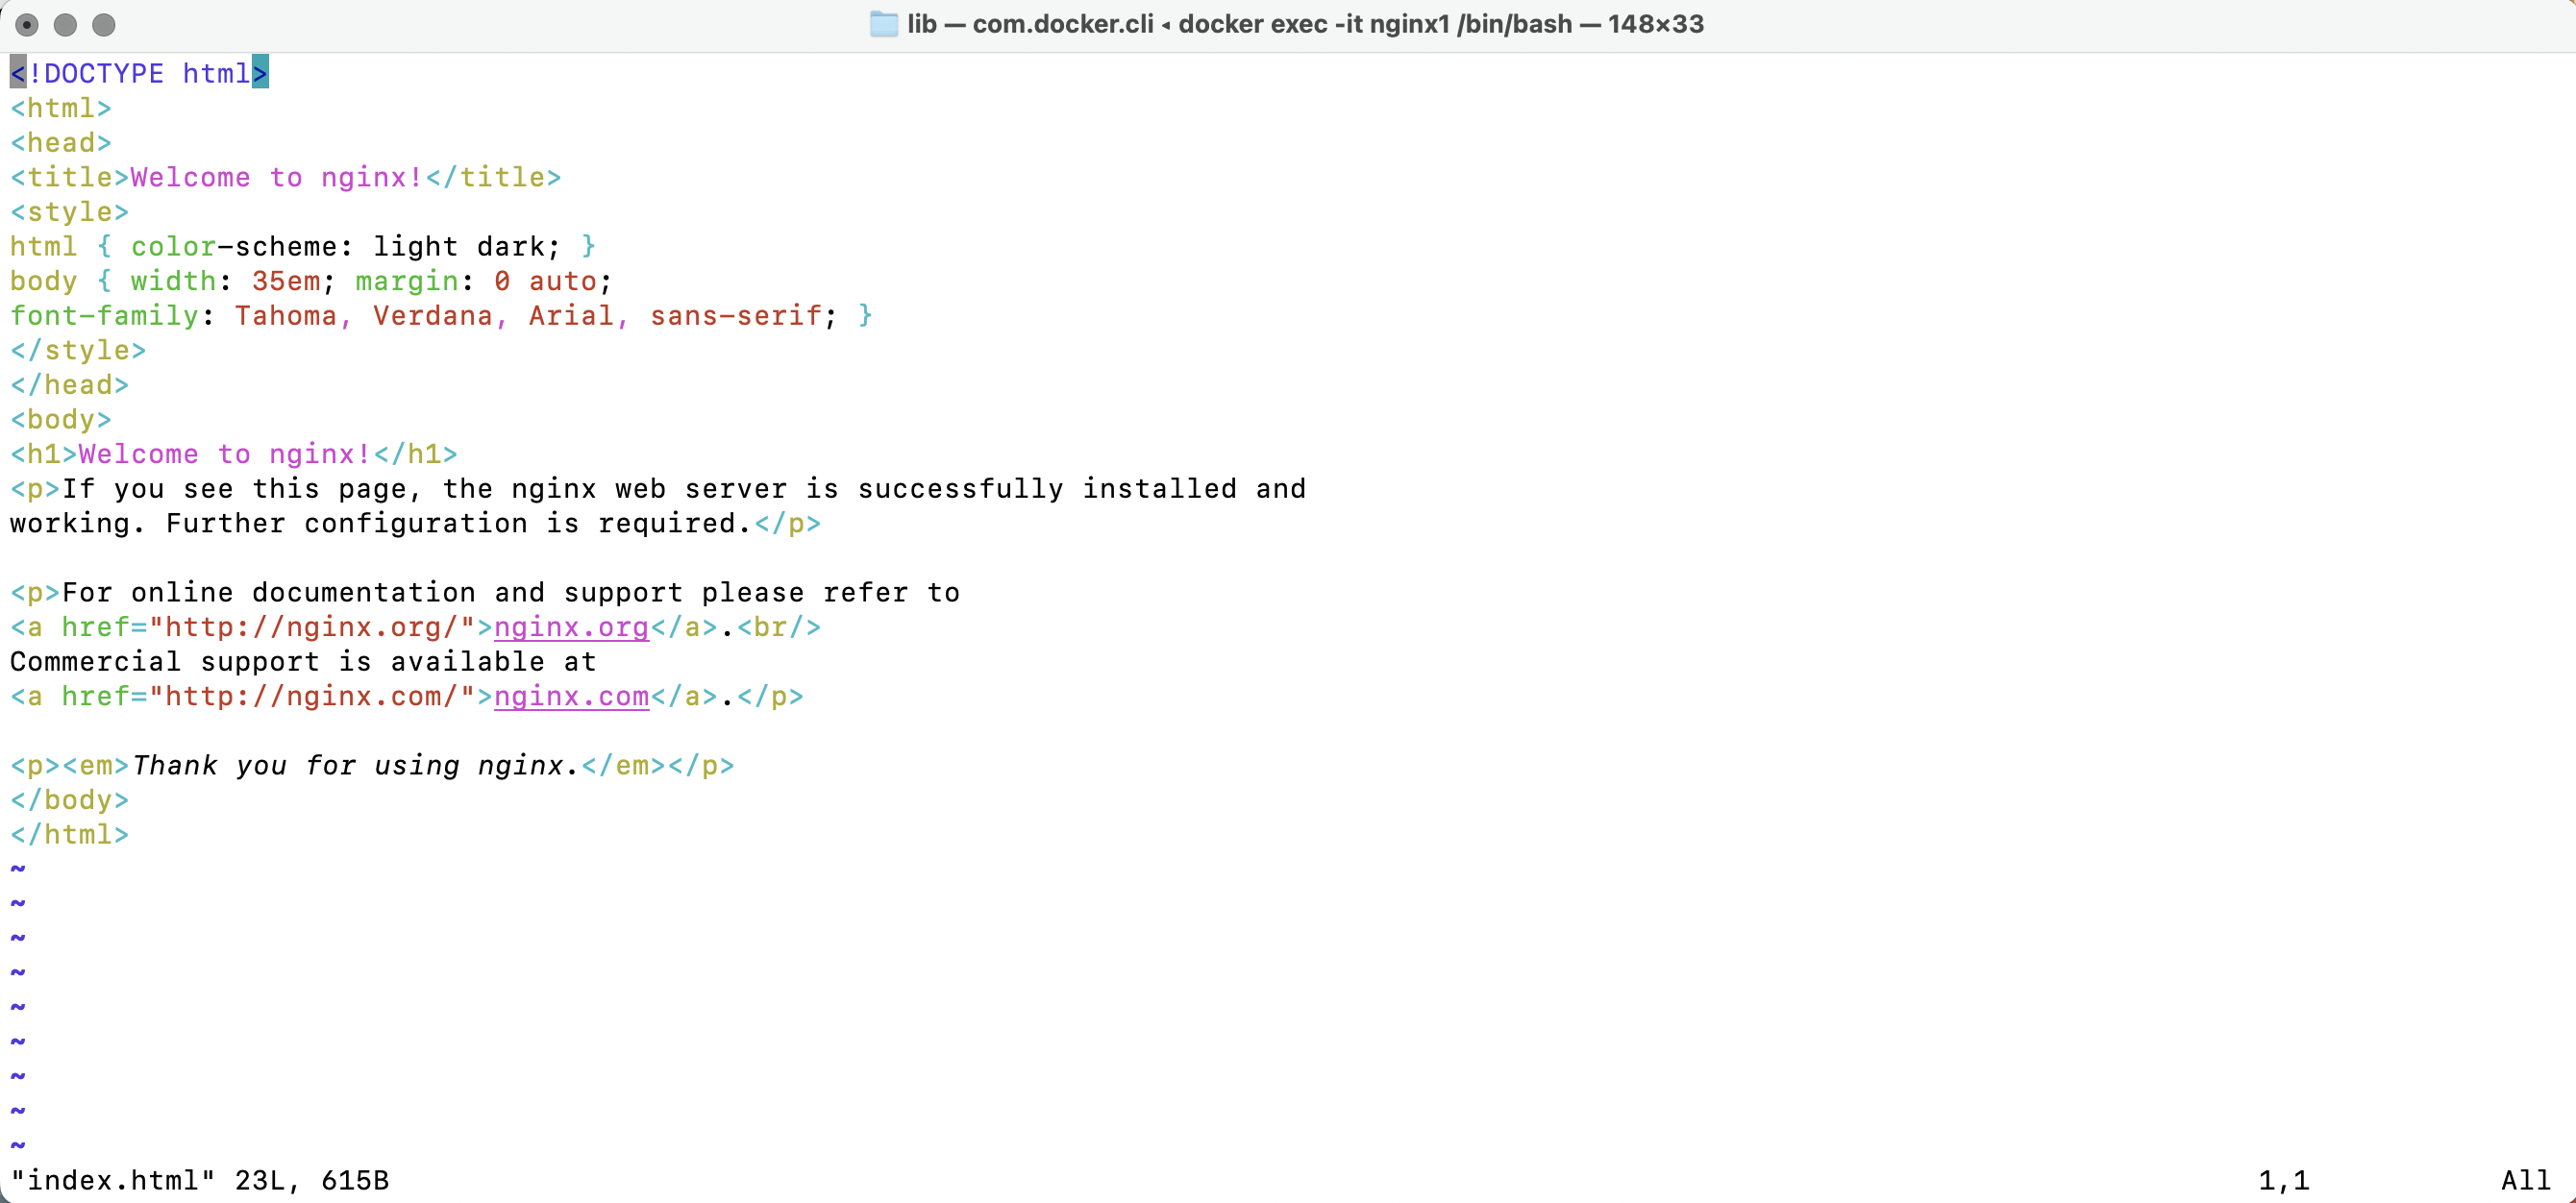 lib — com.docker.cli ◂ docker exec -it nginx1 /bin/bash — 148×33
<!DOCTYPE html>
<html>
<head>
<title>Welcome to nginx!</title>
<style>
html { color-scheme: light dark; }
body { width: 35em; margin: 0 auto;
font-family: Tahoma, Verdana, Arial, sans-serif; }
</style>
</head>
<body>
<h1>Welcome to nginx!</h1>
<p>If you see this page, the nginx web server is successfully installed and
working. Further configuration is required.</p>

<p>For online documentation and support please refer to
<a href="http://nginx.org/">nginx.org</a>.<br/>
Commercial support is available at
<a href="http://nginx.com/">nginx.com</a>.</p>

<p><em>Thank you for using nginx.</em></p>
</body>
</html>
~
~
~
~
~
~
~
~
~
"index.html" 23L, 615B 1,1 All